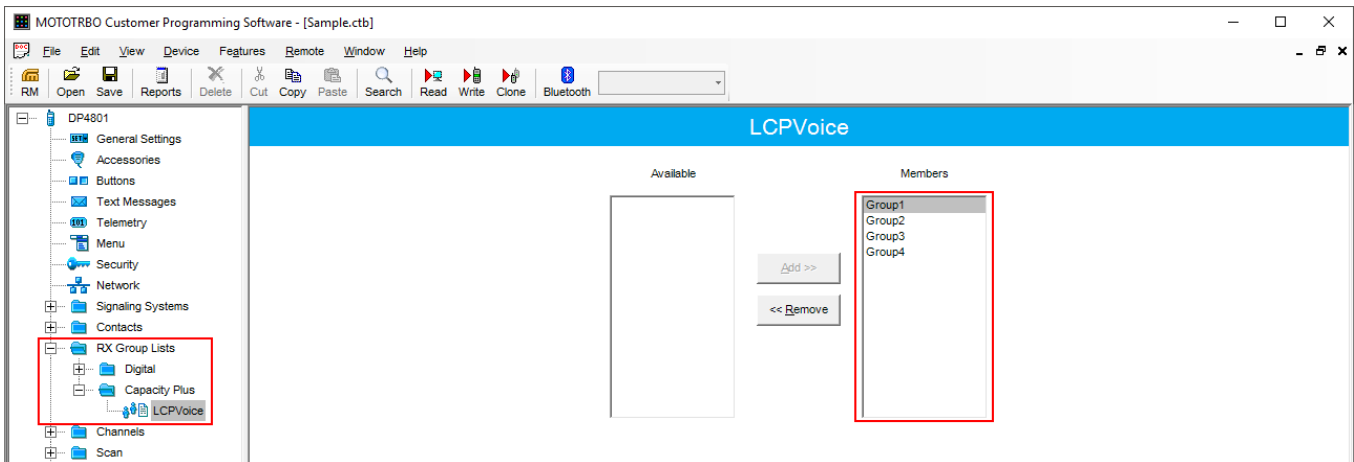 MOTOTRBO Customer Programming Software - [Sample.ctb]
File Edit View Device Features Remote Window Help
RM Open Save Reports Delete Cut Copy Paste Search Read Write Clone Bluetooth
DP4801
General Settings
Accessories
Buttons
Text Messages
Telemetry
Menu
Security
Network
Signaling Systems
Contacts
RX Group Lists
Digital
Capacity Plus
LCPVoice
Channels
Scan
LCPVoice
Available
Members
Group1
Group2
Group3
Group4
Add >>
<< Remove